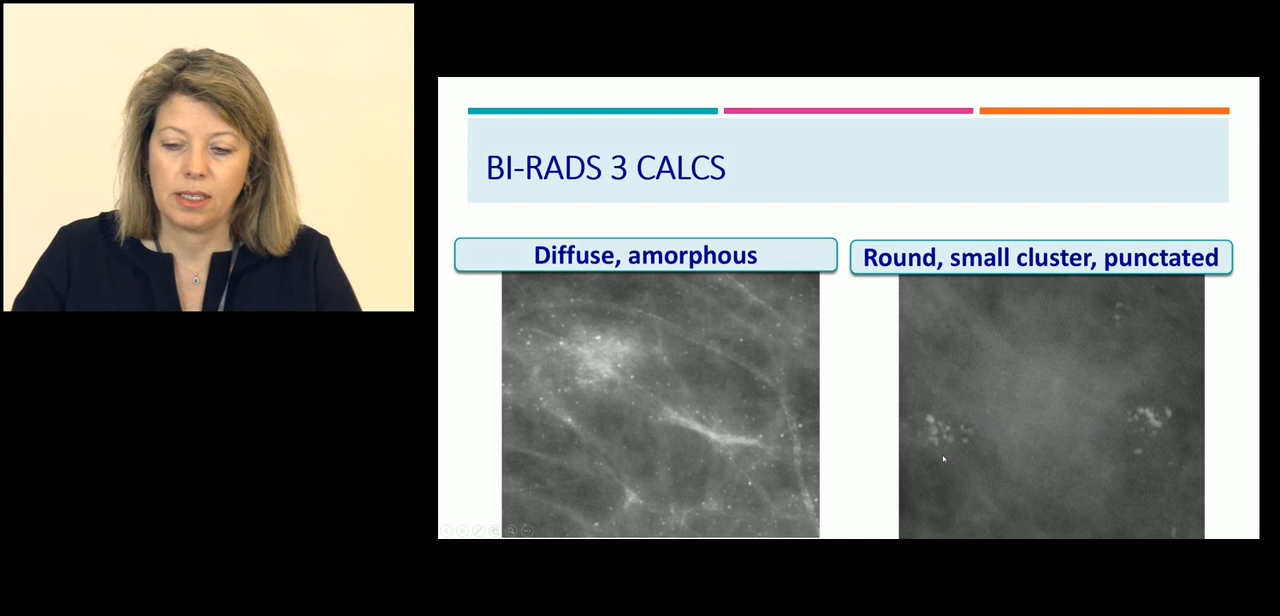 BI-RADS 3 CALCS
Diffuse, amorphous
Round, small cluster, punctated